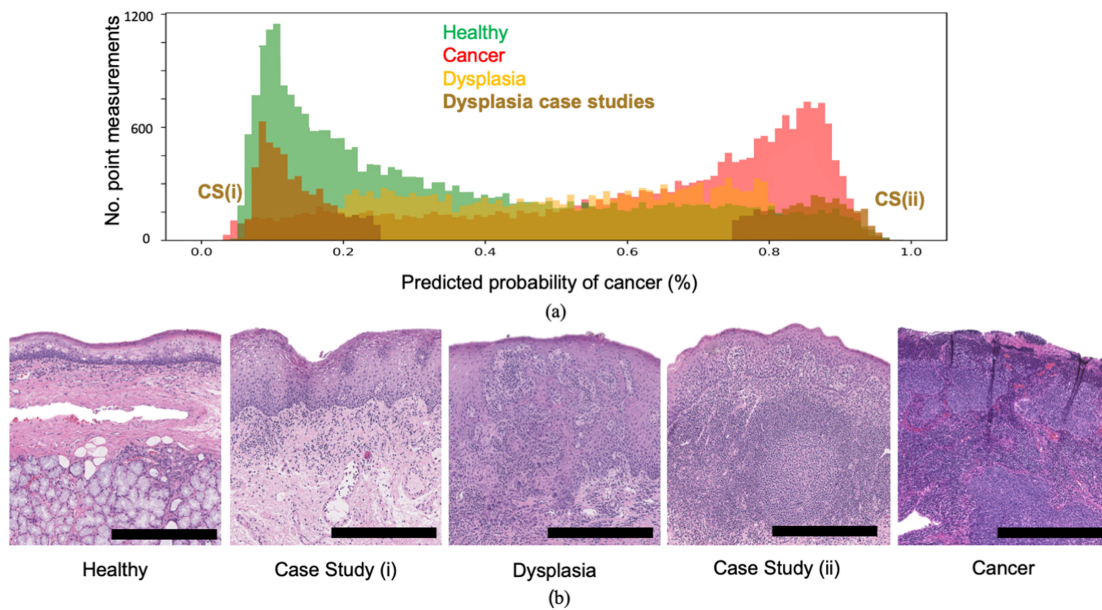 1200
600
0
No. point measurements
Healthy
Cancer
Dysplasia
Dysplasia case studies
CS(i)
CS(ii)
0.0 0.2 0.4 0.6 0.8 1.0
Predicted probability of cancer (%)
(a)
Healthy Case Study (i) Dysplasia Case Study (ii) Cancer
(b)